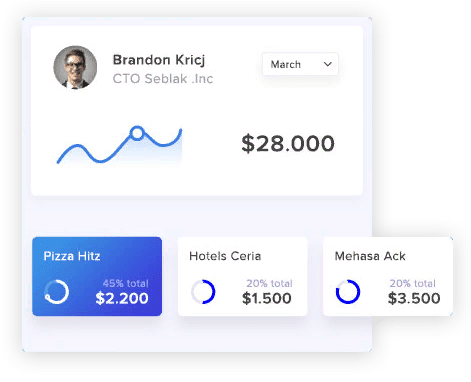 Brandon Kricj
CTO Seblak .Inc
March
$28.000
Pizza Hitz
45% total
$2.200
Hotels Ceria
20% total
$1.500
Mehasa Ack
20% total
$3.500